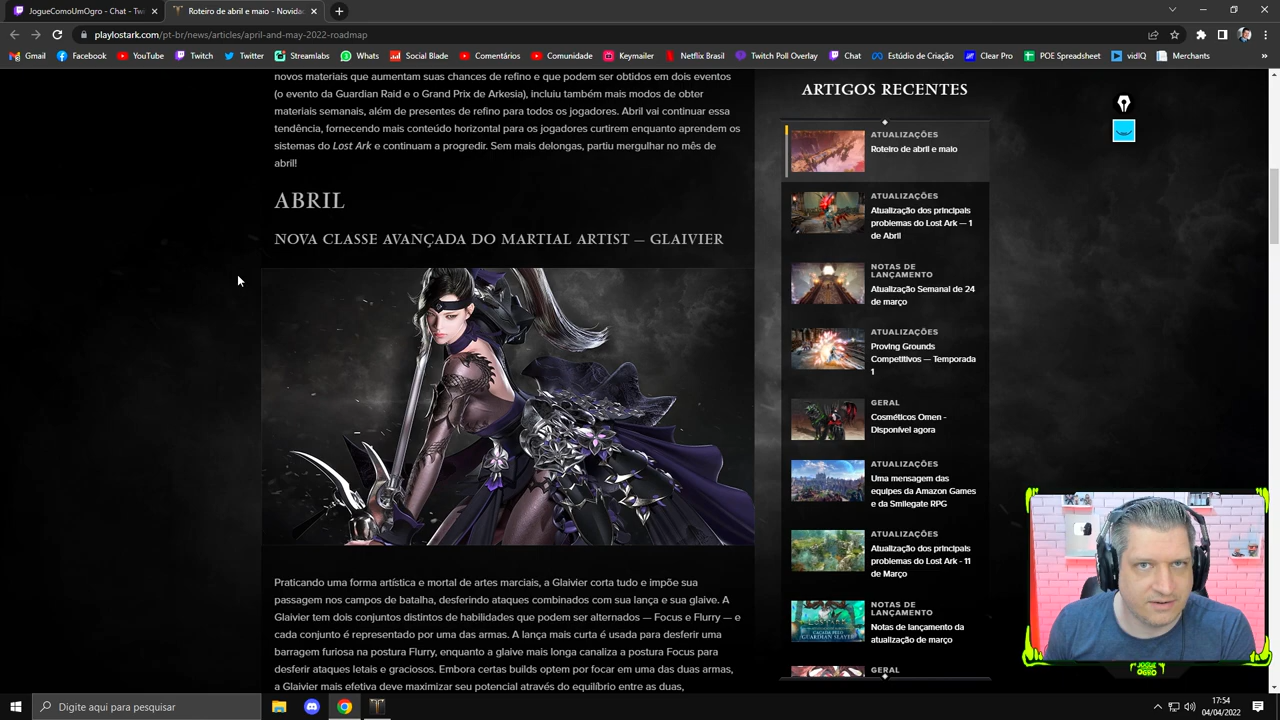 JogueComoUmOgro - Chat - Twi
Roteiro de abril e maio
playlostark.com/pt-br/news/articles/april-and-may-2022-roadmap
Gmail
Facebook
YouTube
Twitch
Twitter
Streamlabs
Whats
Social Blade
Comentários
Comunidade
Keymailer
Netflix Brasil
Twitch Poll Overlay
Chat
Estúdio de Criação
Clear Pro
POE Server
vidIQ
Merchants
»
novos materiais que aumentam suas chances de refino e que podem ser obtidos em dois eventos
(o evento da Guardian Raid e o Grand Prix de Arkesia), incluiu também mais modos de obter
materiais semanais, além de presentes de refino para todos os jogadores. Abril vai continuar essa
tendência, fornecendo mais conteúdo horizontal para os jogadores curtirem enquanto aprendem os
sistemas do Lost Ark e continuam a progredir. Sem mais delongas, partiu mergulhar no mês de
abril!
ABRIL
NOVA CLASSE AVANÇADA DO MARTIAL ARTIST — GLAIVIER
Praticando uma forma artística e mortal de artes marciais, a Glaivier corta tudo e impõe sua
passagem nos campos de batalha, desferindo ataques combinados com sua lança e sua glaive. A
Glaivier tem dois conjuntos distintos de habilidades que podem ser alternados — Focus e Flurry — e
cada conjunto é representado por uma das armas. A lança mais curta é usada para desferir uma
barragem furiosa na postura Flurry, enquanto a glaive mais longa canaliza a postura Focus para
desferir ataques letais e graciosos. Embora certas builds optem por focar em uma das duas armas,
a Glaivier mais efetiva deve maximizar seu potencial através do equilíbrio entre as duas,
ARTIGOS RECENTES
ATUALIZAÇÕES
Roteiro de abril e maio
ATUALIZAÇÕES
Atualização dos principais
problemas do Lost Ark — 1
de Abril
NOTAS DE
LANÇAMENTO
Atualização Semanal de 24
de março
ATUALIZAÇÕES
Proving Grounds
Competitivos — Temporada
1
GERAL
Cosméticos Omen -
Disponível agora
ATUALIZAÇÕES
Uma mensagem das
equipes da Amazon Games
e da Smilegate RPG
ATUALIZAÇÕES
Atualização dos principais
problemas do Lost Ark - 11
de Março
NOTAS DE
LANÇAMENTO
Notas de lançamento da
atualização de março
GERAL
JOGUE
OGRO
Digite aqui para pesquisar
17:54
04/04/2022